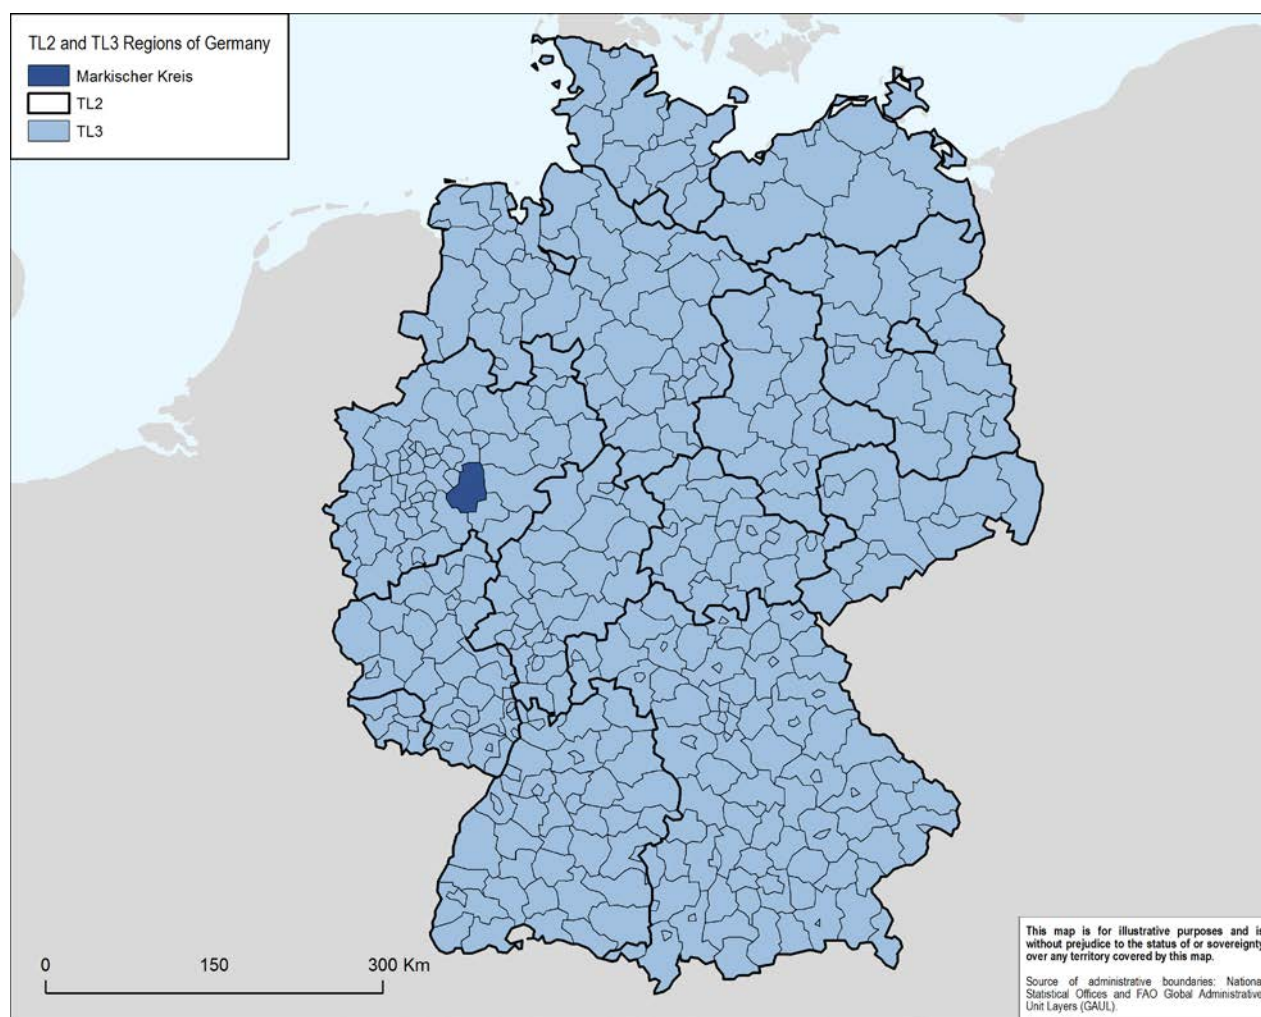 TL2 and TL3 Regions of Germany
Markischer Kreis
TL2
TL3
0 150 300 Km
This map is for illustrative purposes and is
without prejudice to the status of or sovereignty
over any territory covered by this map.
Source of administrative boundaries: National
Statistical Offices and FAO Global Administrative
Unit Layers (GAUL).